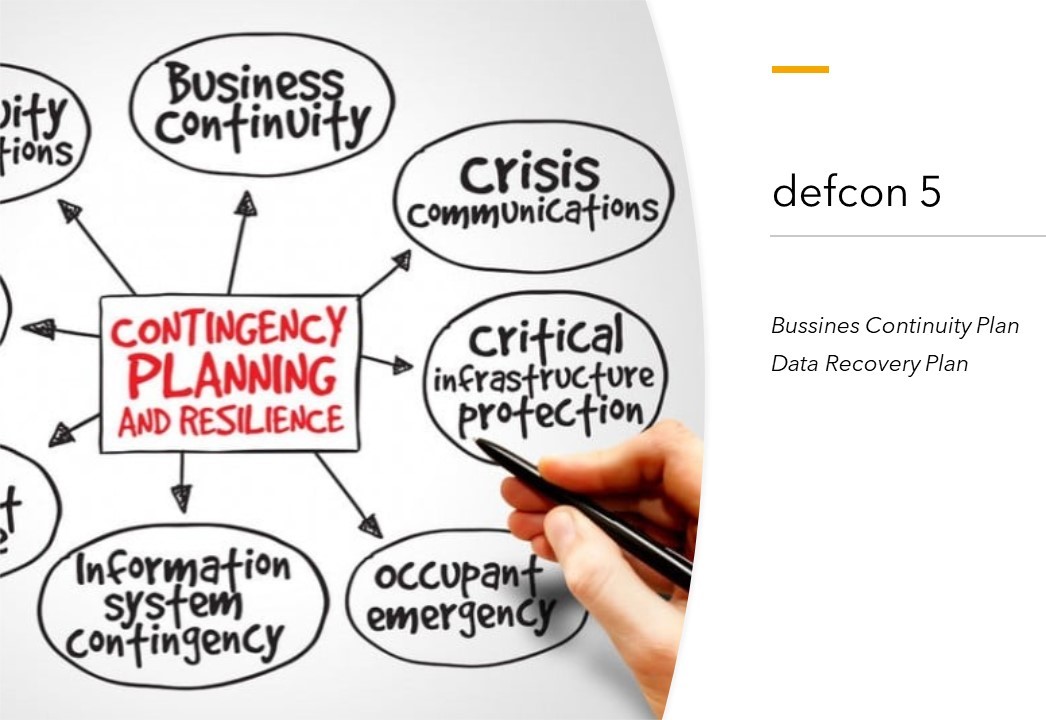 Business
continuity
uity
tions
crisis
communications
CONTINGENCY
PLANNING
AND RESILIENCE
critical
infrastructure
protection
t
e
Information
system
contingency
occupant
emergency
defcon 5
Bussines Continuity Plan
Data Recovery Plan